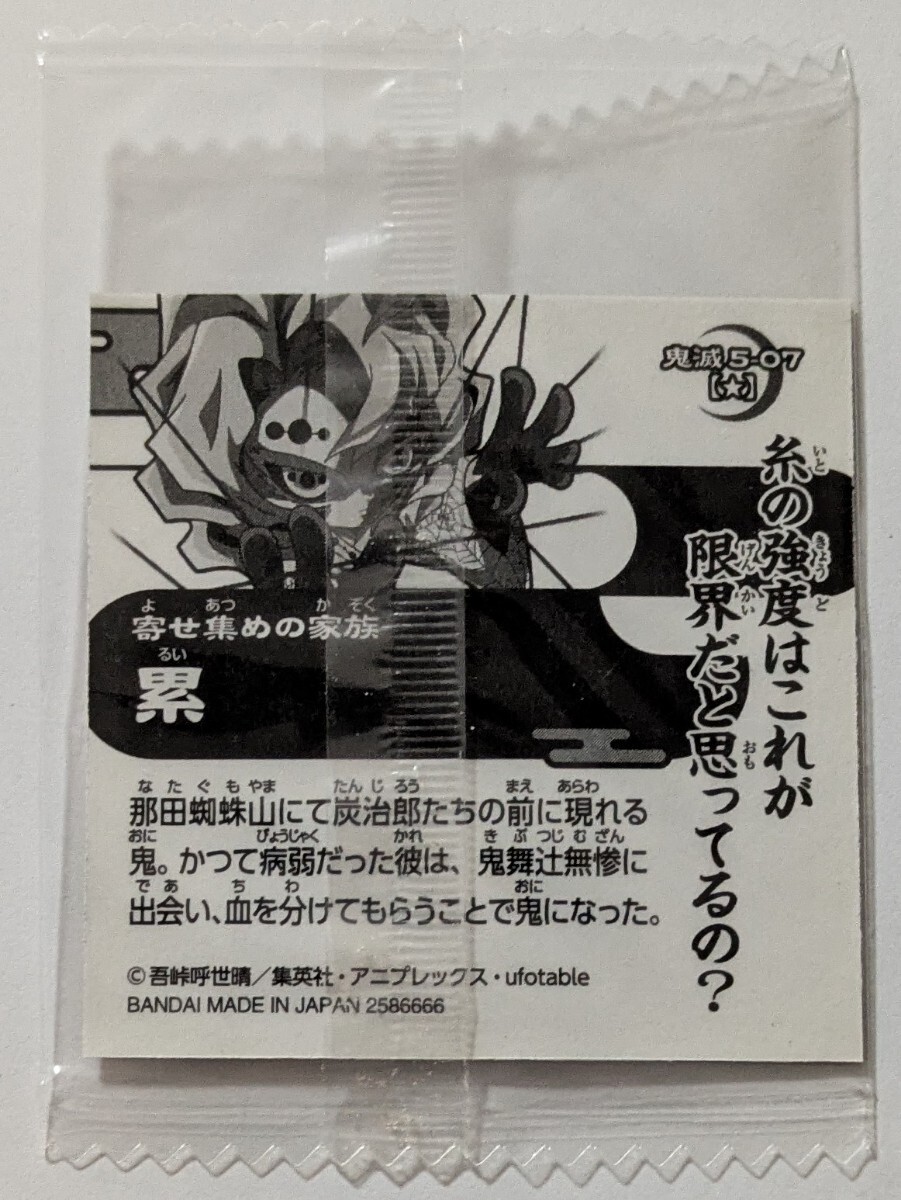 鬼滅 5-07
[★]
糸の強度はこれが
限界だと思ってるの?
寄せ集めの家族
累
那田蜘蛛山にて炭治郎たちの前に現れる
鬼。かつて病弱だった彼は、鬼舞辻無惨に
出会い、血を分けてもらうことで鬼になった。
©吾峠呼世晴/集英社・アニプレックス・ufotable
BANDAI MADE IN JAPAN 2586666